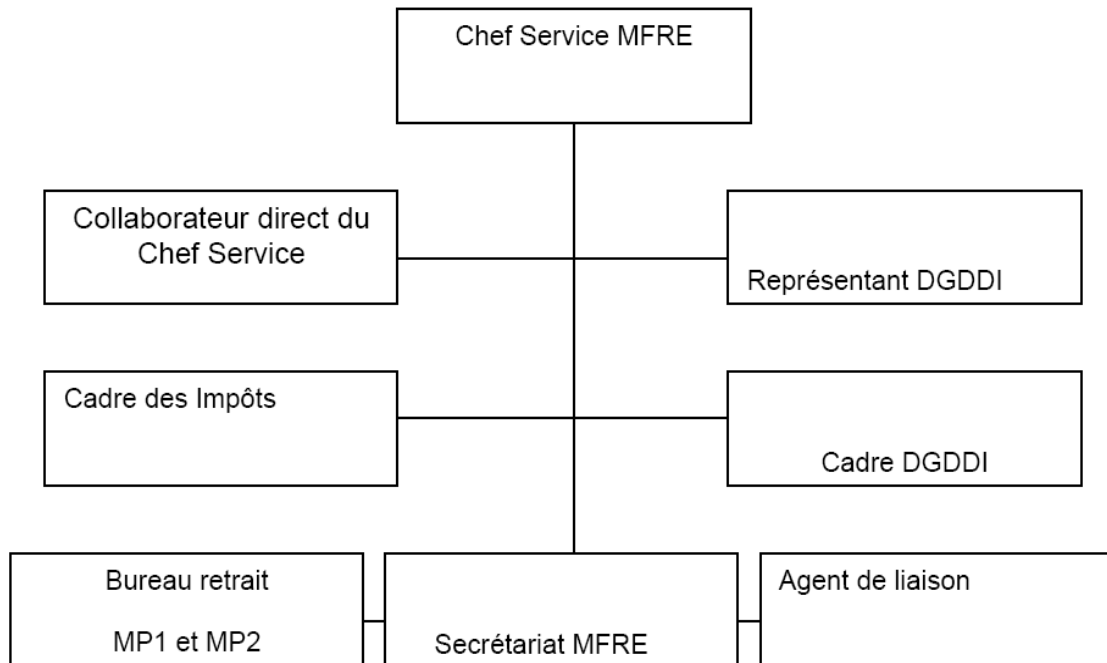 Chef Service MFRE
Collaborateur direct du
Chef Service
Représentant DGDDI
Cadre des Impôts
Cadre DGDDI
Bureau retrait
MP1 et MP2
Secrétariat MFRE
Agent de liaison